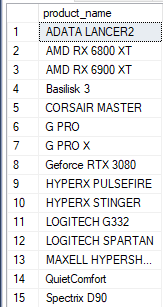 product_name
1 ADATA LANCER2
2 AMD RX 6800 XT
3 AMD RX 6900 XT
4 Basilisk 3
5 CORSAIR MASTER
6 G PRO
7 G PRO X
8 Geforce RTX 3080
9 HYPERX PULSEFIRE
10 HYPERX STINGER
11 LOGITECH G332
12 LOGITECH SPARTAN
13 MAXELL HYPERSH...
14 QuietComfort
15 Spectrix D90